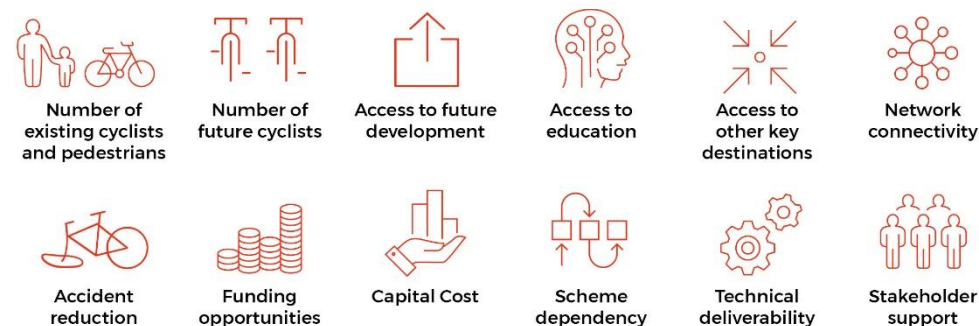 Number of
existing cyclists
and pedestrians
Number of
future cyclists
Access to future
development
Access to
education
Access to
other key
destinations
Network
connectivity
Accident
reduction
Funding
opportunities
Capital Cost
Scheme
dependency
Technical
deliverability
Stakeholder
support